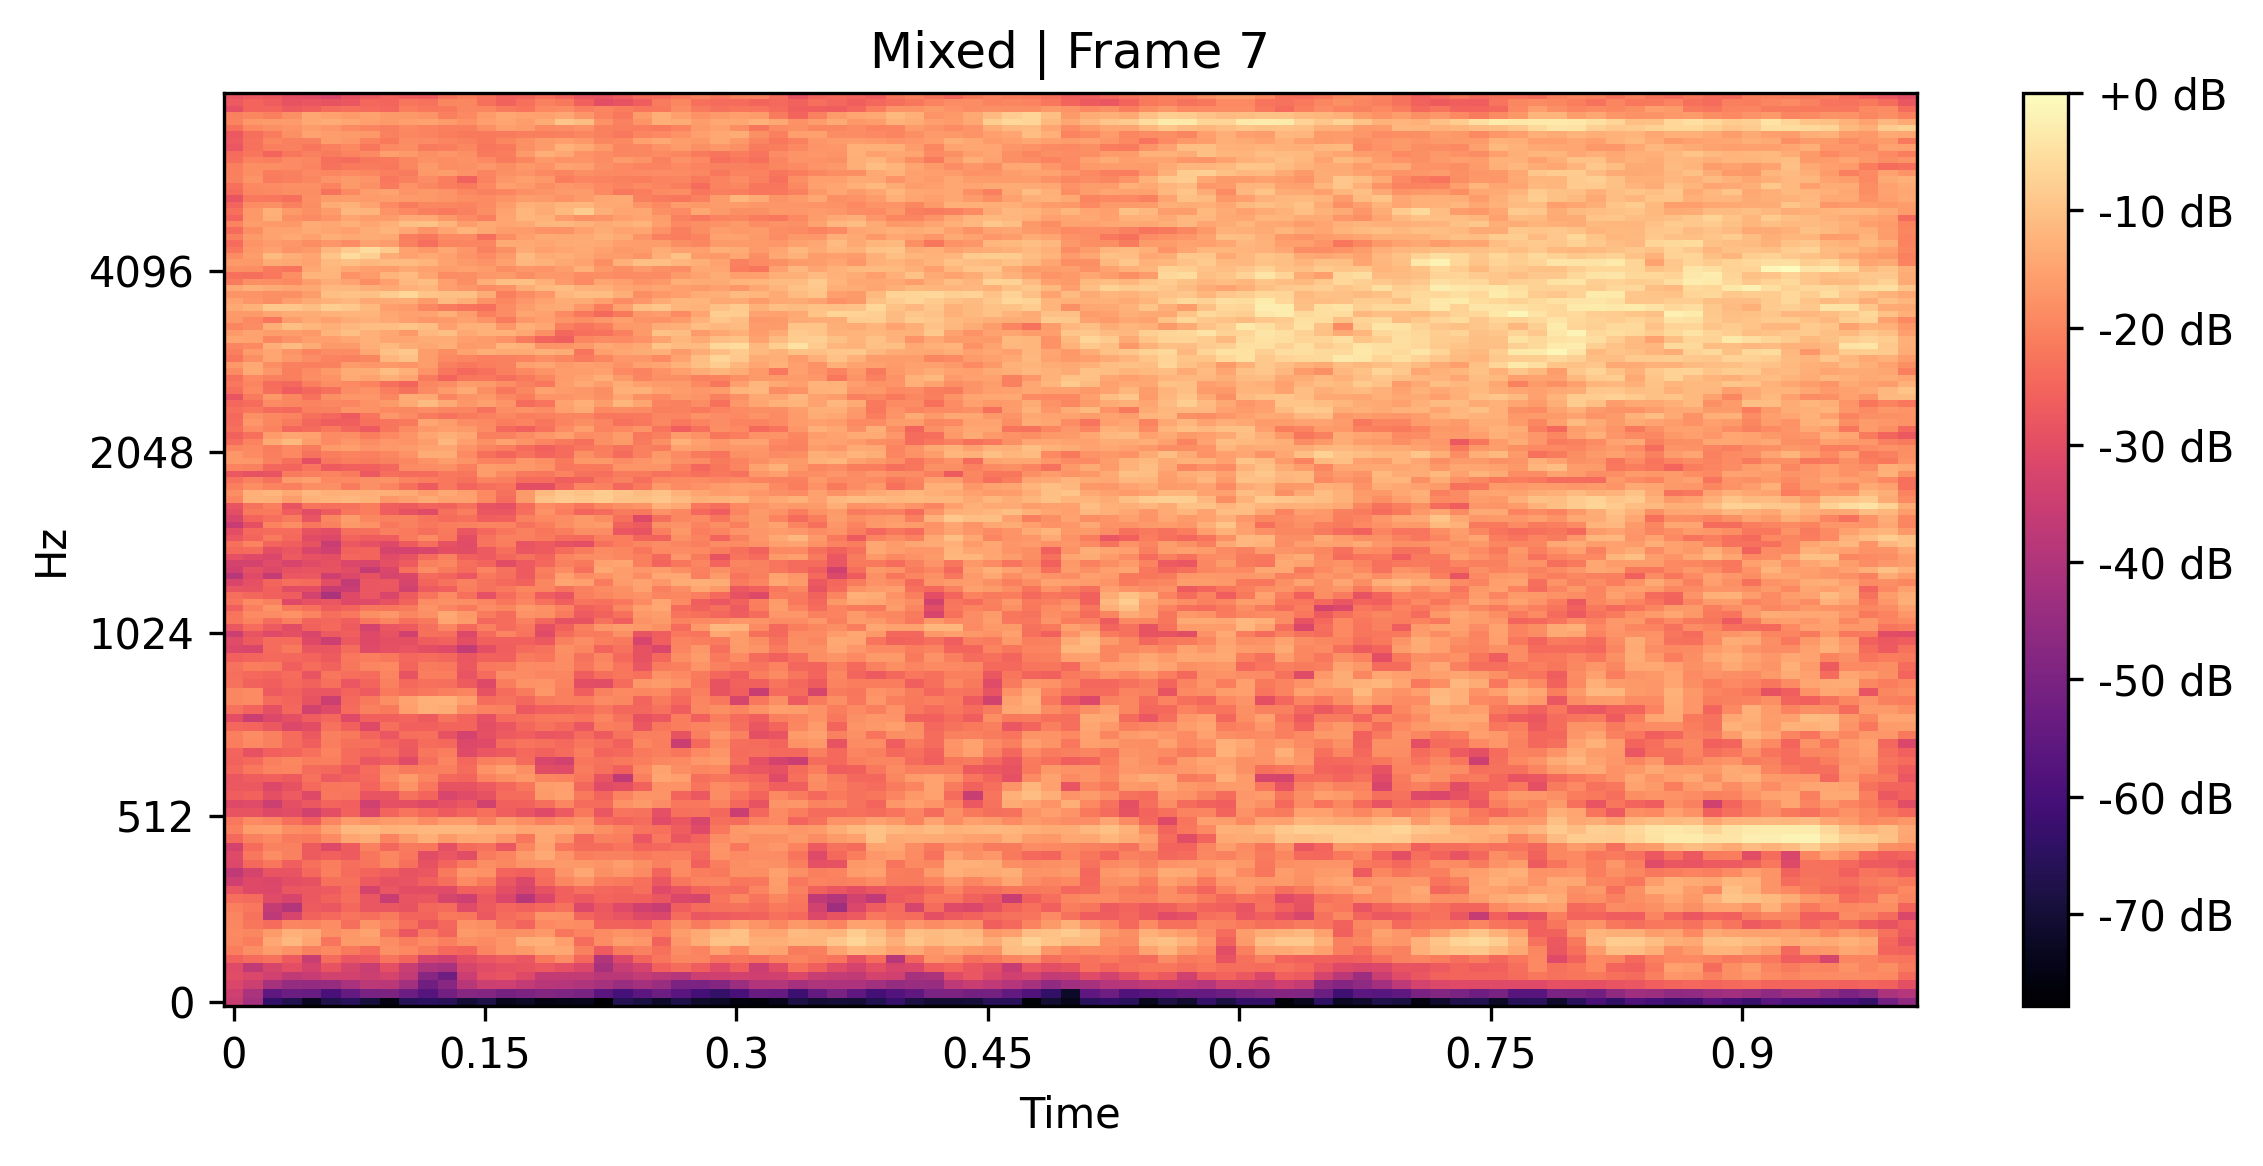 Mixed | Frame 7
Hz
4096
2048
1024
512
0
0 0.15 0.3 0.45 0.6 0.75 0.9
Time
+0 dB
-10 dB
-20 dB
-30 dB
-40 dB
-50 dB
-60 dB
-70 dB